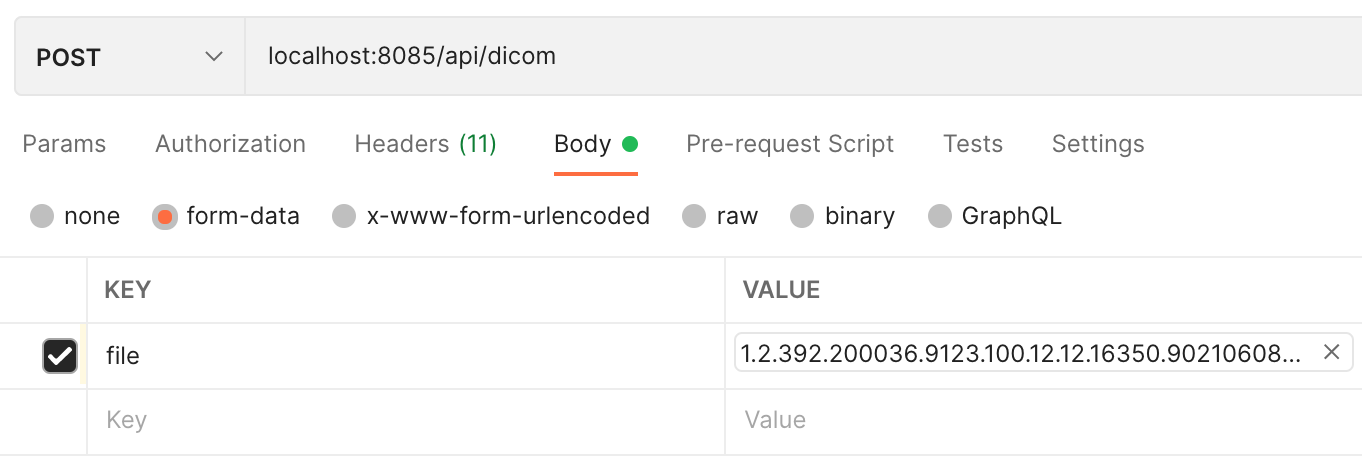 POST localhost:8085/api/dicom
Params Authorization Headers (11) Body Pre-request Script Tests Settings
none form-data x-www-form-urlencoded raw binary GraphQL
KEY VALUE
file 1.2.392.200036.9123.100.12.12.16350.90210608...
Key Value